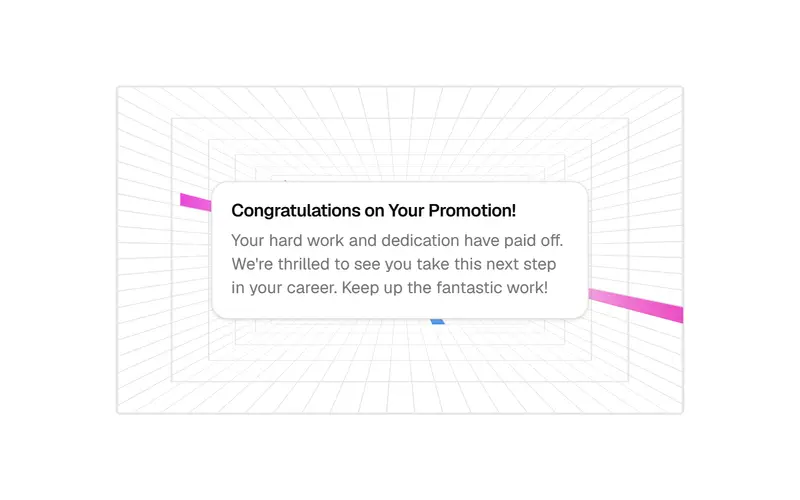 Congratulations on Your Promotion!
Your hard work and dedication have paid off.
We're thrilled to see you take this next step
in your career. Keep up the fantastic work!